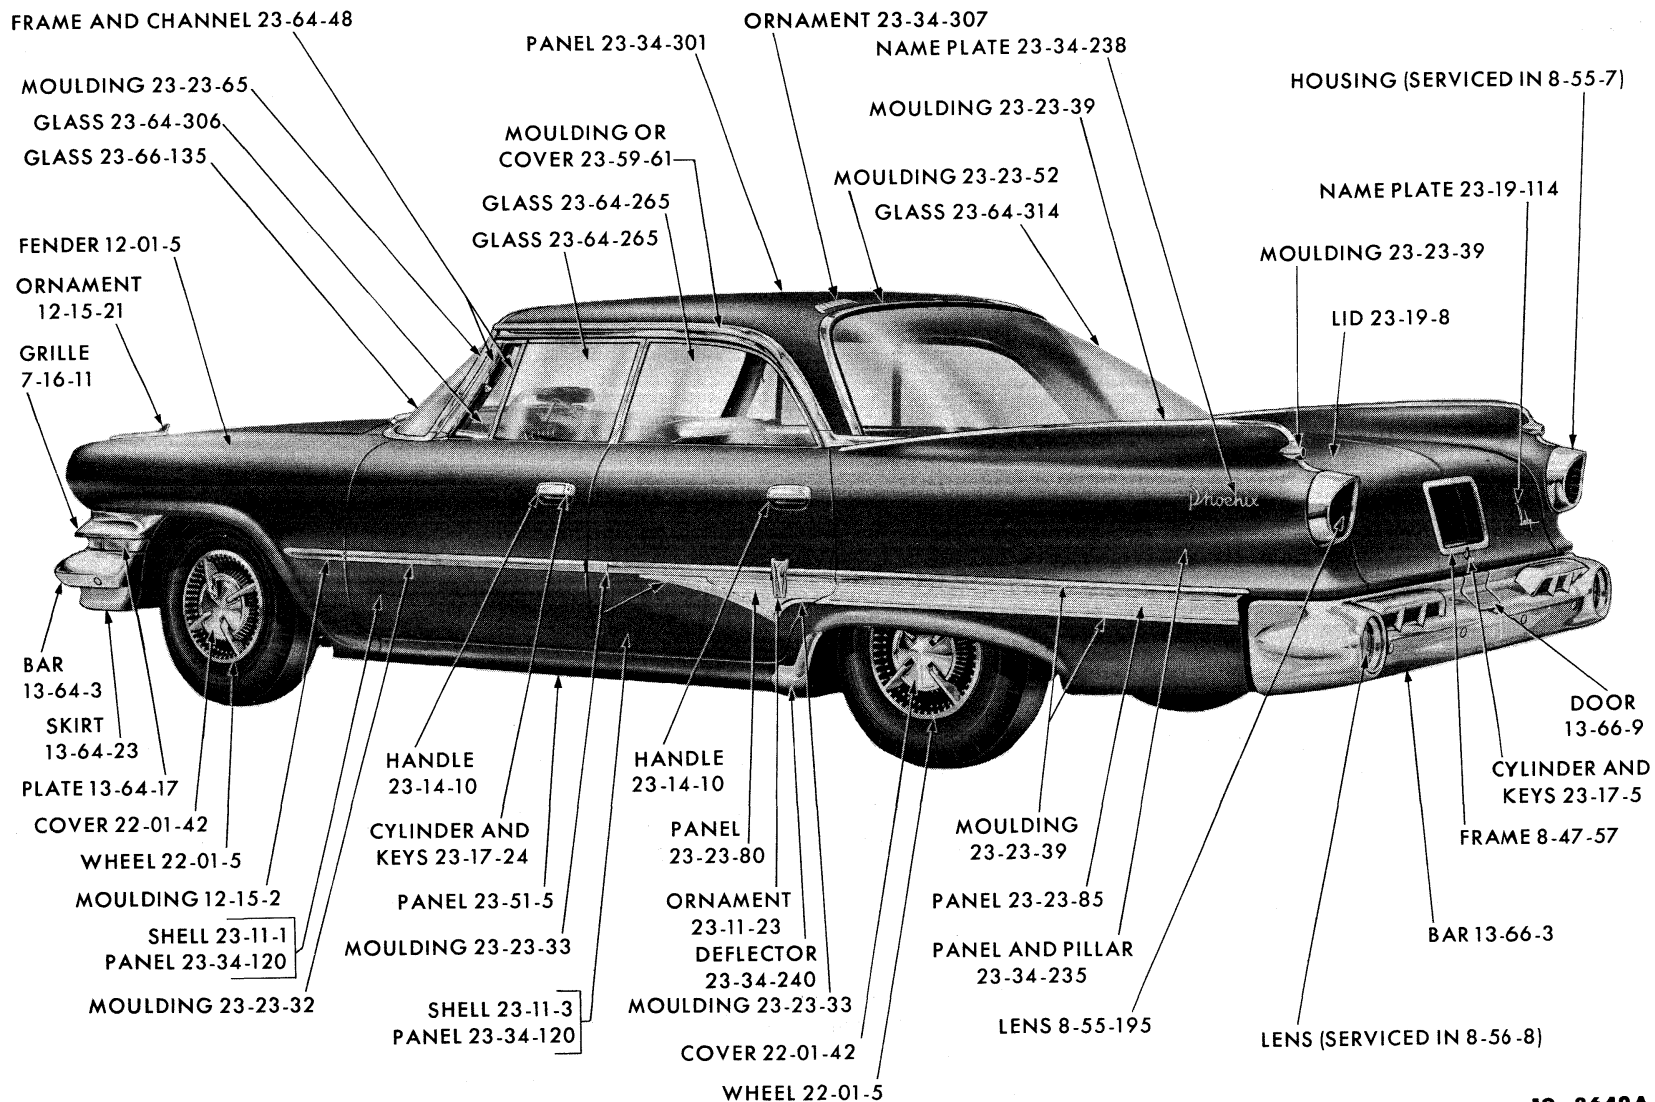 FRAME AND CHANNEL 23-64-48
ORNAMENT 23-34-307
PANEL 23-34-301
NAME PLATE 23-34-238
HOUSING (SERVICED IN 8-55-7)
MOULDING 23-23-65
MOULDING 23-23-39
GLASS 23-64-306
MOULDING OR
COVER 23-59-61
GLASS 23-66-135
MOULDING 23-23-52
NAME PLATE 23-19-114
GLASS 23-64-265
GLASS 23-64-314
GLASS 23-64-265
FENDER 12-01-5
MOULDING 23-23-39
ORNAMENT
12-15-21
LID 23-19-8
GRILLE
7-16-11
Phoenix
BAR
13-64-3
SKIRT
13-64-23
PLATE 13-64-17
COVER 22-01-42
WHEEL 22-01-5
MOULDING 12-15-2
SHELL 23-11-1
PANEL 23-34-120
MOULDING 23-23-32
HANDLE
23-14-10
CYLINDER AND
KEYS 23-17-24
PANEL 23-51-5
MOULDING 23-23-33
SHELL 23-11-3
PANEL 23-34-120
HANDLE
23-14-10
PANEL
23-23-80
ORNAMENT
23-11-23
DEFLECTOR
23-34-240
MOULDING 23-23-33
COVER 22-01-42
WHEEL 22-01-5
MOULDING
23-23-39
PANEL 23-23-85
PANEL AND PILLAR
23-34-235
LENS 8-55-195
DOOR
13-66-9
CYLINDER AND
KEYS 23-17-5
FRAME 8-47-57
BAR 13-66-3
LENS (SERVICED IN 8-56-8)